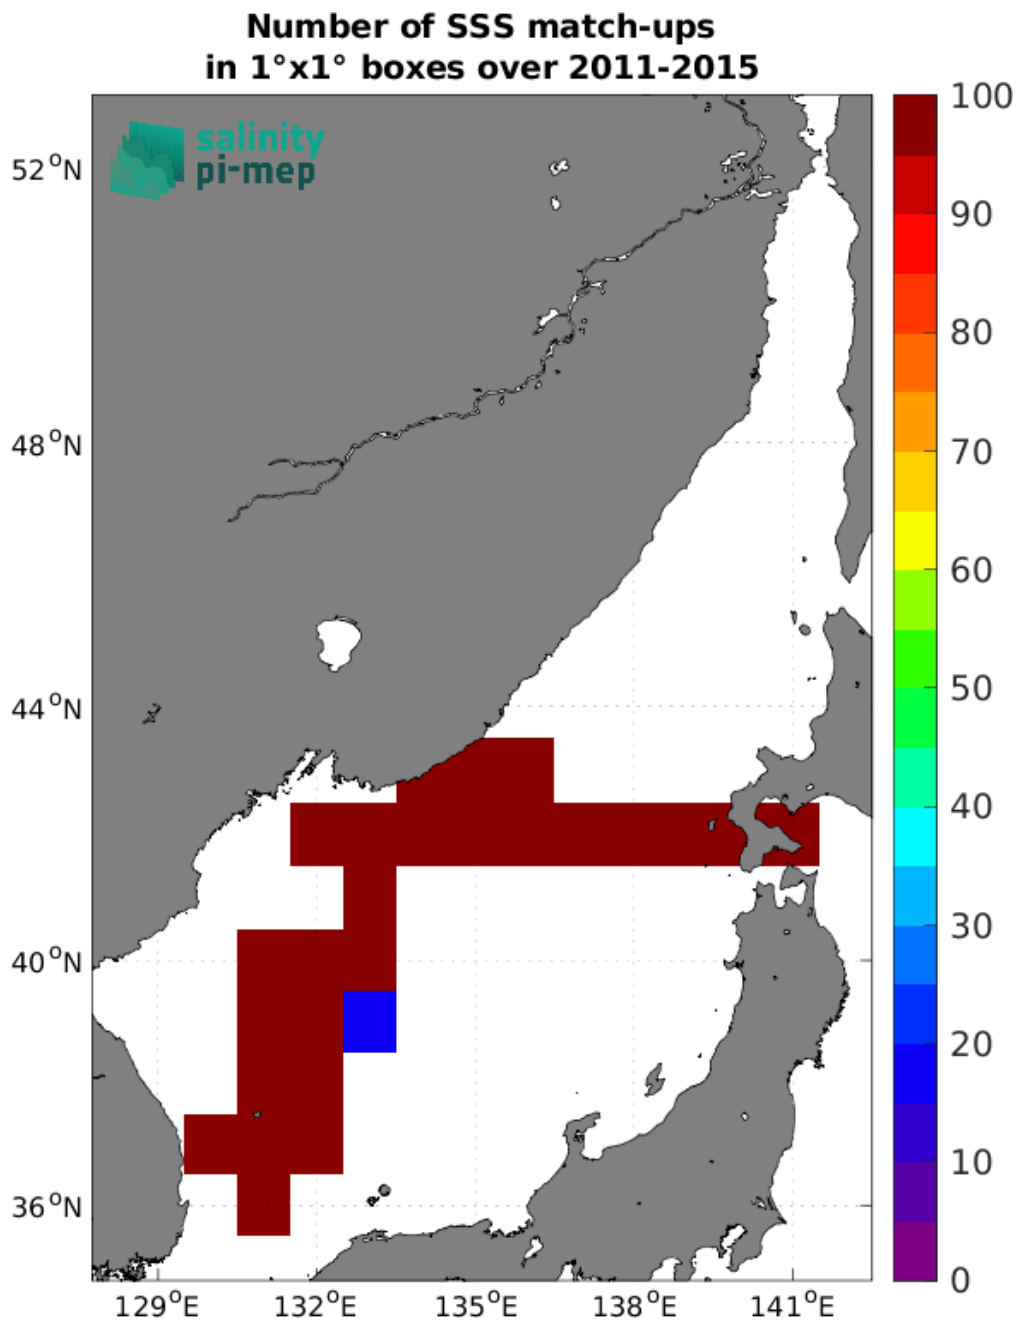 Number of SSS match-ups
in 1°x1° boxes over 2011-2015
salinity
pi-mep
52°N
48°N
44°N
40°N
36°N
129°E 132°E 135°E 138°E 141°E
100
90
80
70
60
50
40
30
20
10
0